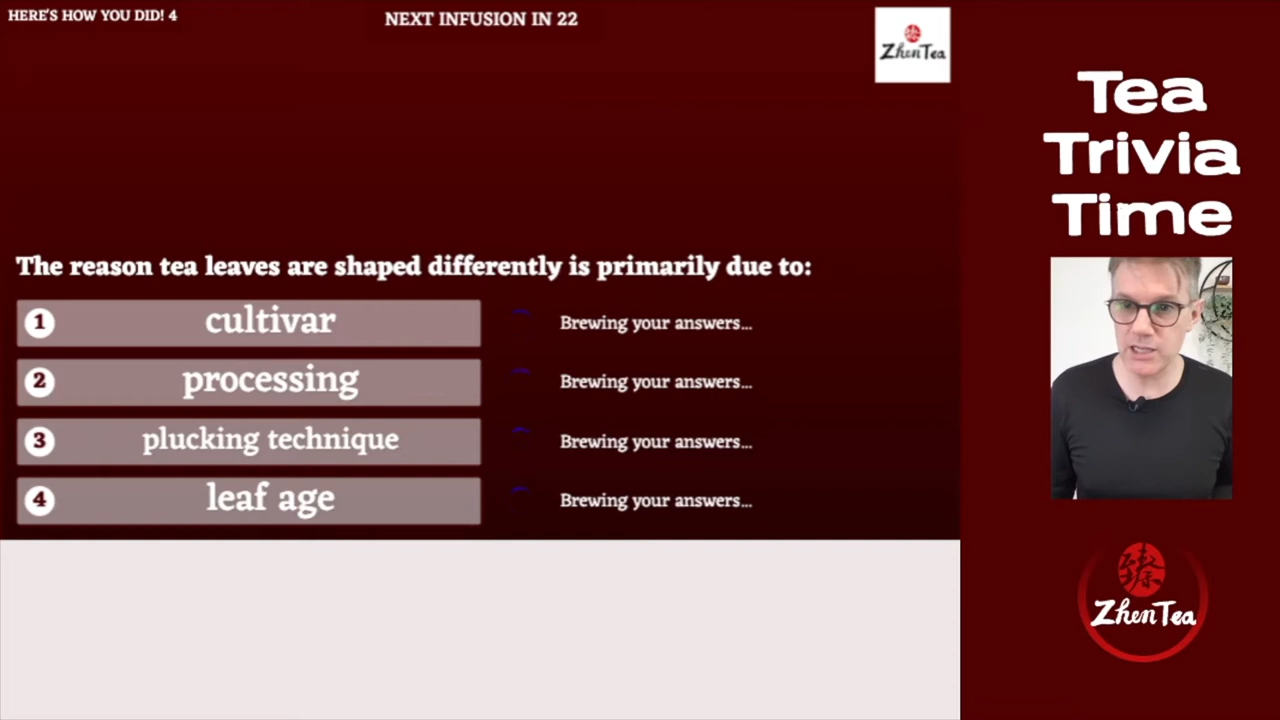 HERE'S HOW YOU DID! 4
NEXT INFUSION IN 22
ZhenTea
Tea
Trivia
Time
The reason tea leaves are shaped differently is primarily due to:
1 cultivar Brewing your answers...
2 processing Brewing your answers...
3 plucking technique Brewing your answers...
4 leaf age Brewing your answers...
臻
ZhenTea